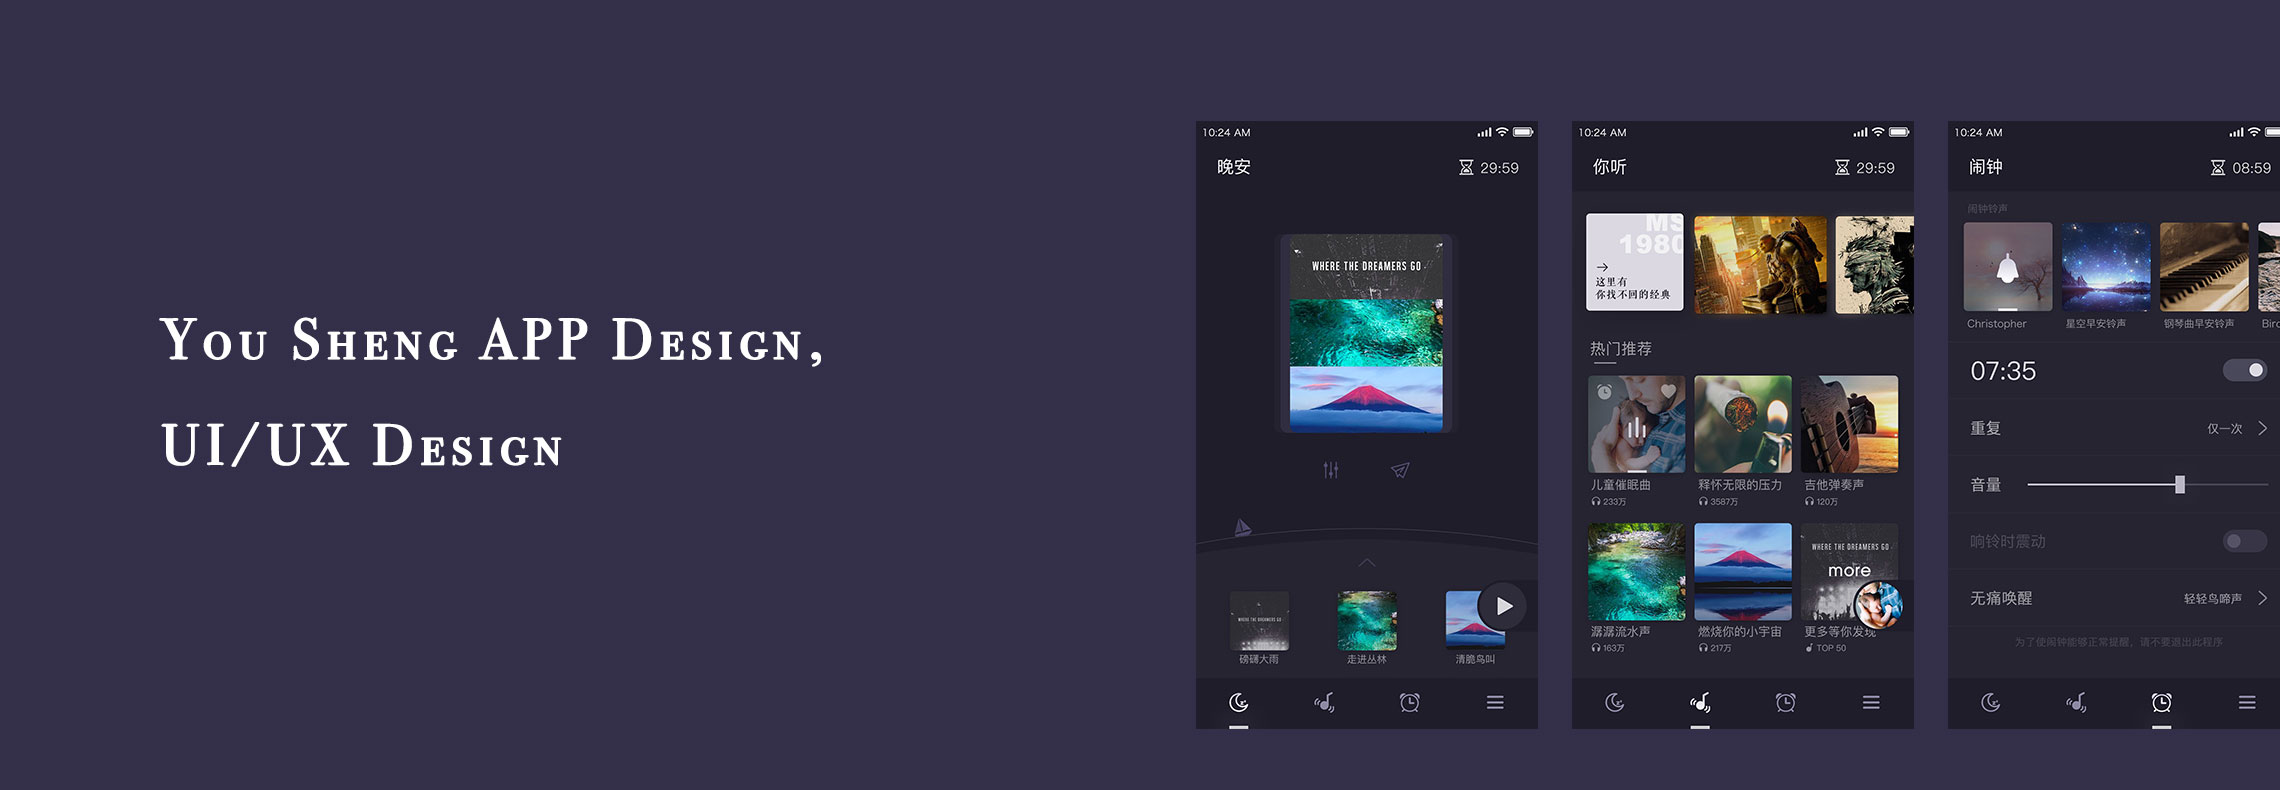 You Sheng APP Design,
UI/UX Design
10:24 AM
晚安
29:59
WHERE THE DREAMERS GO
WHERE THE DREAMERS GO
磅礴大雨
走进丛林
清脆鸟叫
10:24 AM
你听
29:59
MS
1980
这里有
你找不回的经典
热门推荐
儿童催眠曲
233万
释怀无限的压力
3587万
吉他弹奏声
120万
WHERE THE DREAMERS GO
more
潺潺流水声
163万
燃烧你的小宇宙
217万
更多等你发现
TOP 50
10:24 AM
闹钟
08:59
闹钟铃声
Christopher
星空早安铃声
钢琴曲早安铃声
Bird
07:35
重复
仅一次
音量
响铃时震动
无痛唤醒
轻轻鸟啼声
为了使闹钟能够正常提醒，请不要退出此程序